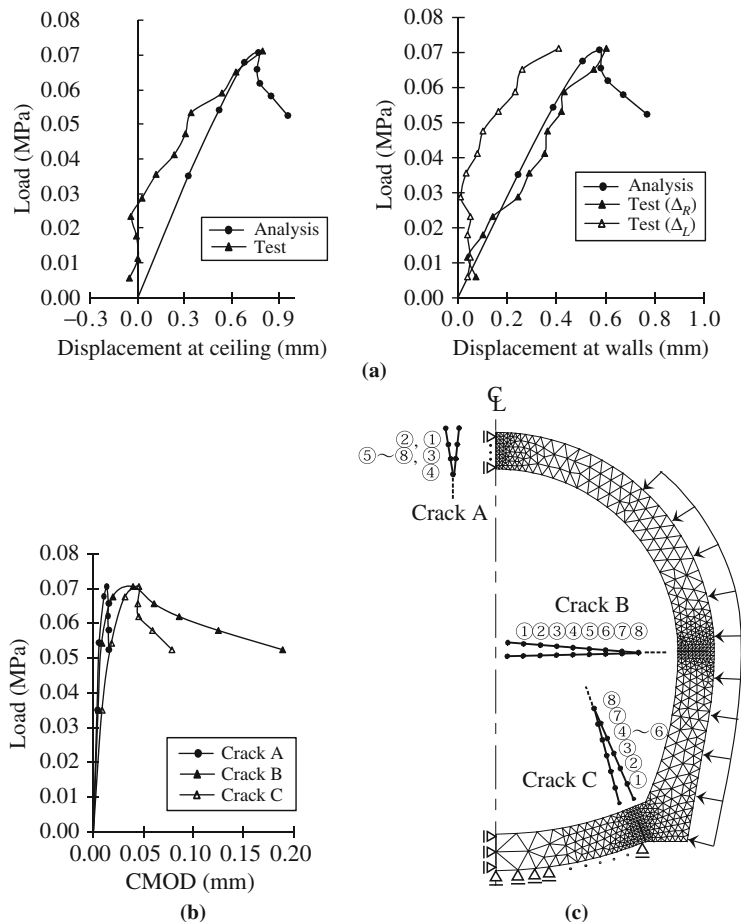 0.08
0.07
0.06
0.05
0.04
0.03
0.02
0.01
0.00
Load (MPa)
−0.3 0.0 0.3 0.6 0.9
Displacement at ceiling (mm)
Analysis
Test
0.08
0.07
0.06
0.05
0.04
0.03
0.02
0.01
0.00
Load (MPa)
0.0 0.2 0.4 0.6 0.8 1.0
Displacement at walls (mm)
Analysis
Test (Δ_R)
Test (Δ_L)
(a)
0.08
0.07
0.06
0.05
0.04
0.03
0.02
0.01
0.00
Load (MPa)
0.00 0.05 0.10 0.15 0.20
CMOD (mm)
Crack A
Crack B
Crack C
(b)
℄
②, ①
⑤～⑧, ③
④
Crack A
Crack B
①②③④⑤⑥⑦⑧
⑧
⑦
④～⑥
③
②
①
Crack C
(c)